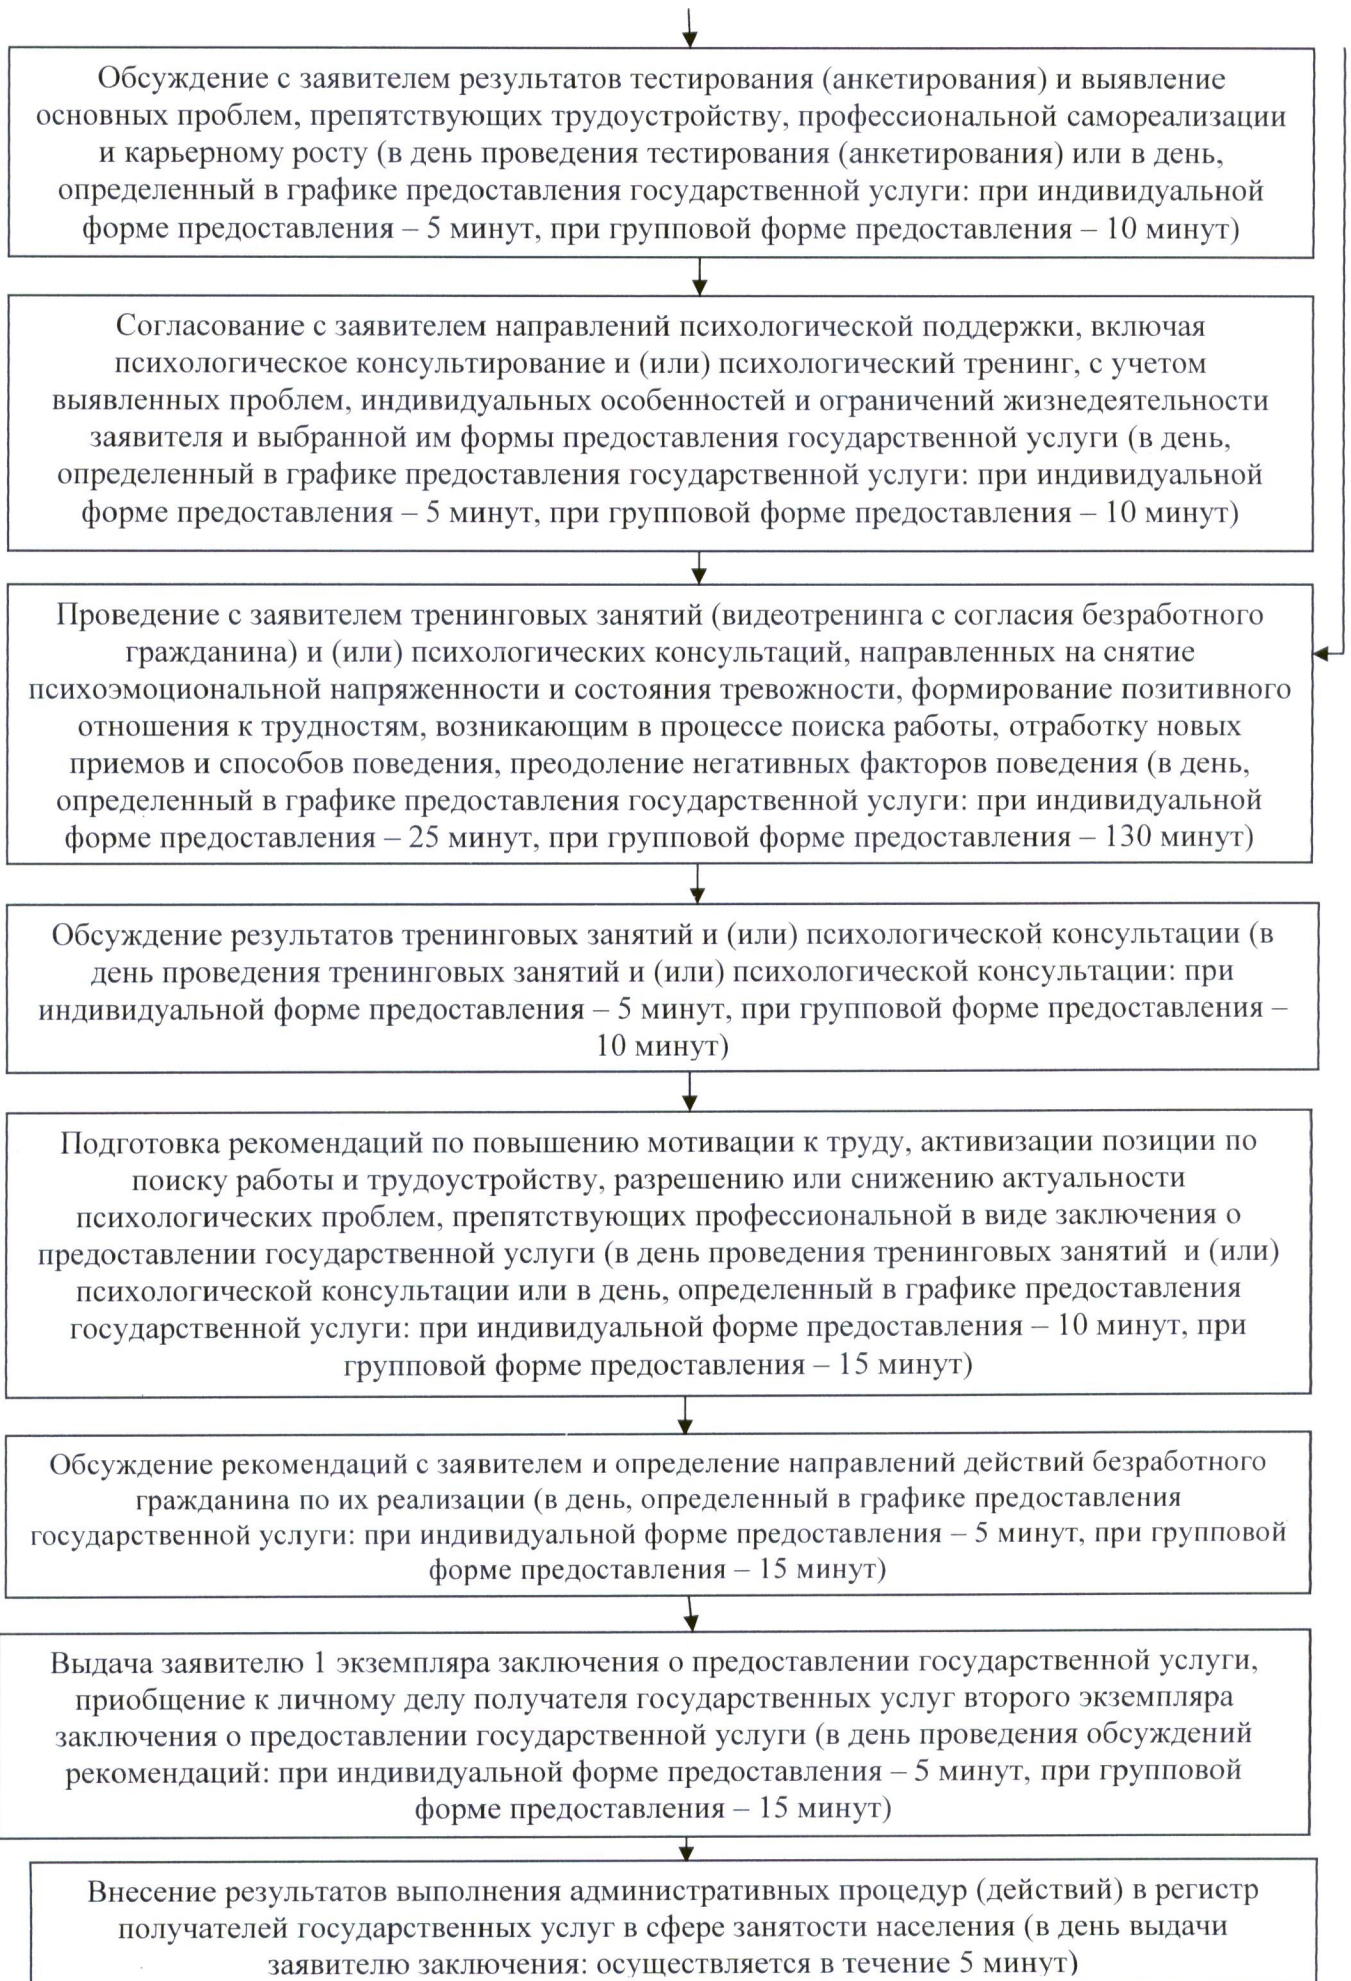 Обсуждение с заявителем результатов тестирования (анкетирования) и выявление
основных проблем, препятствующих трудоустройству, профессиональной самореализации
и карьерному росту (в день проведения тестирования (анкетирования) или в день,
определенный в графике предоставления государственной услуги: при индивидуальной
форме предоставления – 5 минут, при групповой форме предоставления – 10 минут)
Согласование с заявителем направлений психологической поддержки, включая
психологическое консультирование и (или) психологический тренинг, с учетом
выявленных проблем, индивидуальных особенностей и ограничений жизнедеятельности
заявителя и выбранной им формы предоставления государственной услуги (в день,
определенный в графике предоставления государственной услуги: при индивидуальной
форме предоставления – 5 минут, при групповой форме предоставления – 10 минут)
Проведение с заявителем тренинговых занятий (видеотренинга с согласия безработного
гражданина) и (или) психологических консультаций, направленных на снятие
психоэмоциональной напряженности и состояния тревожности, формирование позитивного
отношения к трудностям, возникающим в процессе поиска работы, отработку новых
приемов и способов поведения, преодоление негативных факторов поведения (в день,
определенный в графике предоставления государственной услуги: при индивидуальной
форме предоставления – 25 минут, при групповой форме предоставления – 130 минут)
Обсуждение результатов тренинговых занятий и (или) психологической консультации (в
день проведения тренинговых занятий и (или) психологической консультации: при
индивидуальной форме предоставления – 5 минут, при групповой форме предоставления –
10 минут)
Подготовка рекомендаций по повышению мотивации к труду, активизации позиции по
поиску работы и трудоустройству, разрешению или снижению актуальности
психологических проблем, препятствующих профессиональной в виде заключения о
предоставлении государственной услуги (в день проведения тренинговых занятий и (или)
психологической консультации или в день, определенный в графике предоставления
государственной услуги: при индивидуальной форме предоставления – 10 минут, при
групповой форме предоставления – 15 минут)
Обсуждение рекомендаций с заявителем и определение направлений действий безработного
гражданина по их реализации (в день, определенный в графике предоставления
государственной услуги: при индивидуальной форме предоставления – 5 минут, при групповой
форме предоставления – 15 минут)
Выдача заявителю 1 экземпляра заключения о предоставлении государственной услуги,
приобщение к личному делу получателя государственных услуг второго экземпляра
заключения о предоставлении государственной услуги (в день проведения обсуждений
рекомендаций: при индивидуальной форме предоставления – 5 минут, при групповой
форме предоставления – 15 минут)
Внесение результатов выполнения административных процедур (действий) в регистр
получателей государственных услуг в сфере занятости населения (в день выдачи
заявителю заключения: осуществляется в течение 5 минут)